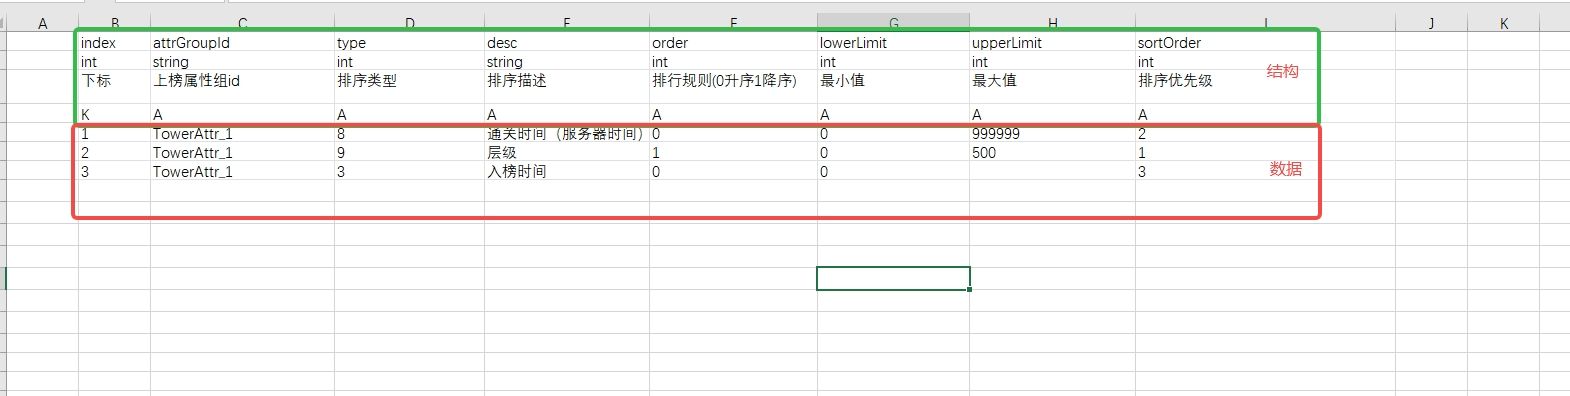 A B C D E F G H I J K
index attrGroupId type desc order lowerLimit upperLimit sortOrder
int string int string int int int int
下标 上榜属性组id 排序类型 排序描述 排行规则(0升序1降序) 最小值 最大值 排序优先级
结构
K A A A A A A A
1 TowerAttr_1 8 通关时间（服务器时间） 0 0 999999 2
2 TowerAttr_1 9 层级 1 0 500 1
3 TowerAttr_1 3 入榜时间 0 0 3
数据